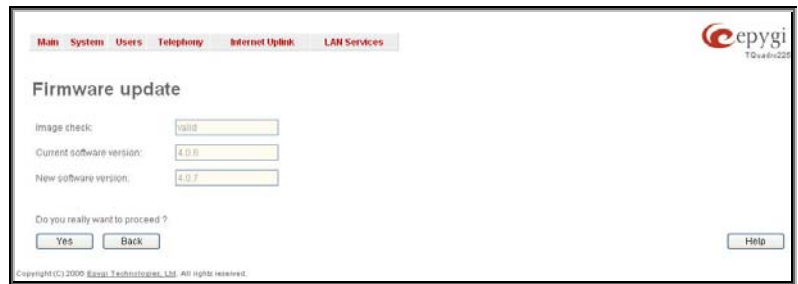 Main System Users Telephony Internet Uplink LAN Services
epygi
Firmware update
Image check: valid
Current software version: 4.0.6
New software version: 4.0.7
Do you really want to proceed ?
Yes Back Help
Copyright (C) 2006 Epygi Technologies, Ltd. All rights reserved.